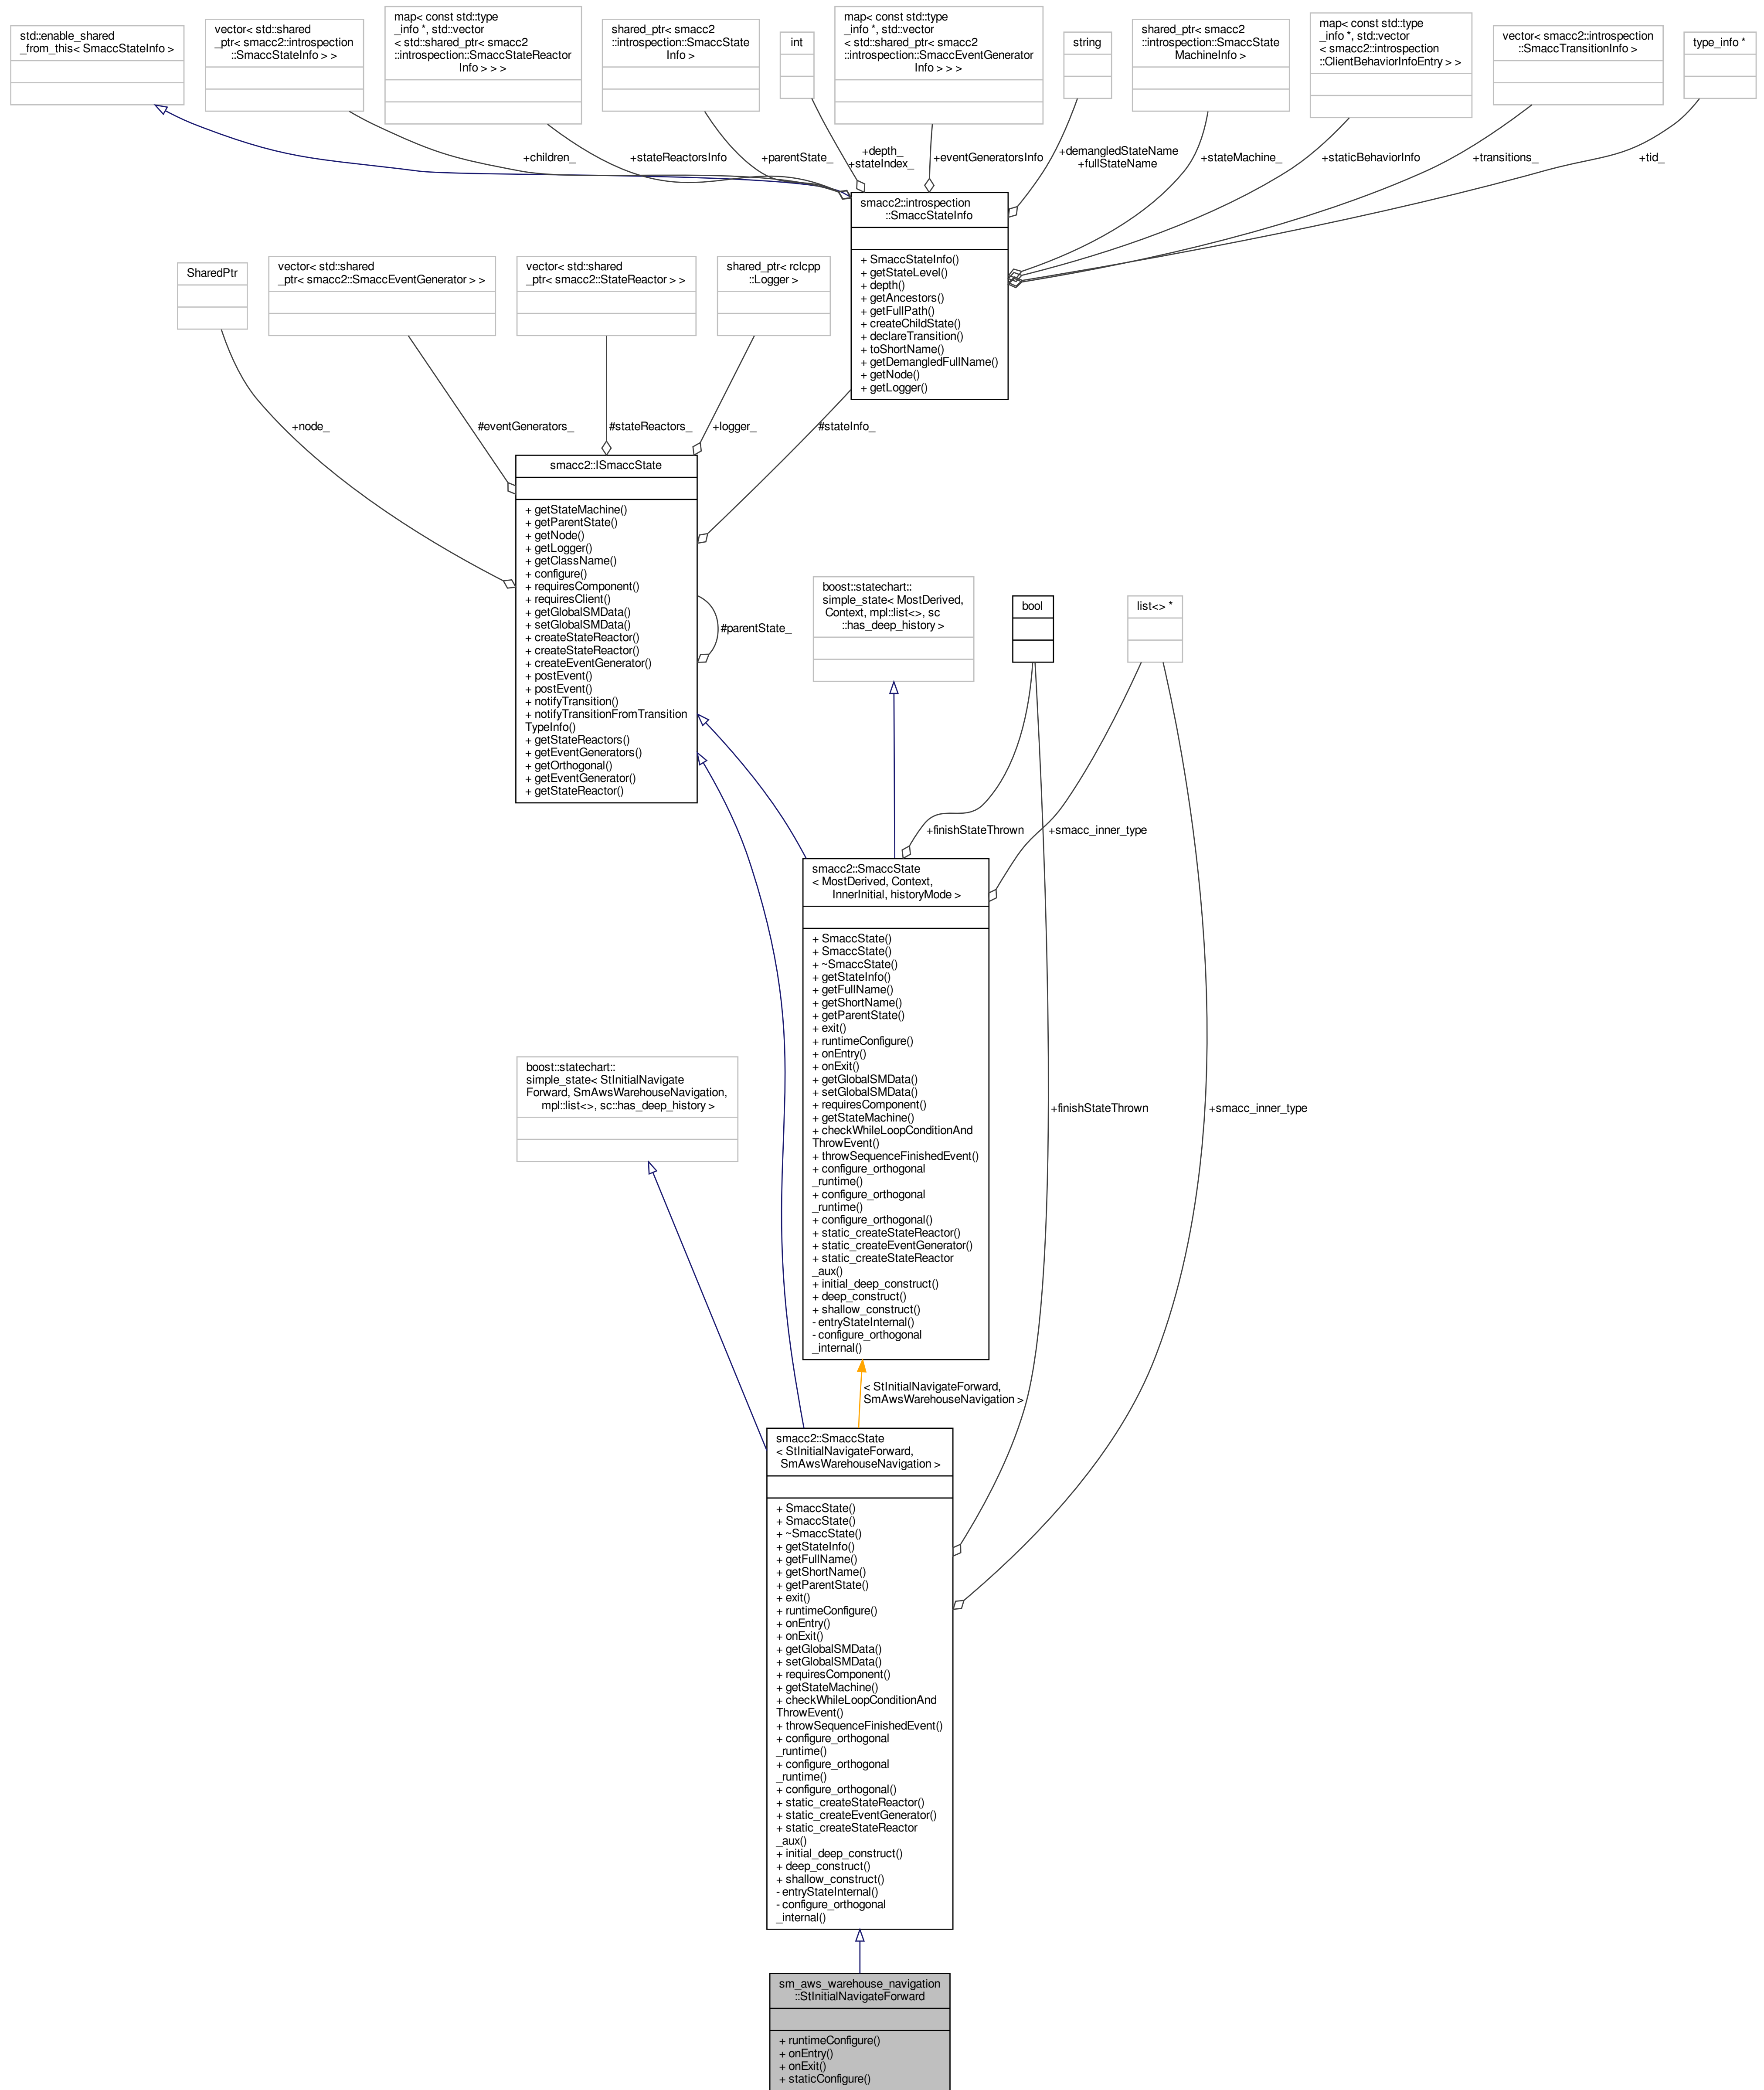 std::enable_shared
_from_this< SmaccStateInfo >
vector< std::shared
_ptr< smacc2::introspection
::SmaccStateInfo > >
map< const std::type
_info *, std::vector
< std::shared_ptr< smacc2
::introspection::SmaccStateReactor
Info > > >
shared_ptr< smacc2
::introspection::SmaccState
Info >
int
map< const std::type
_info *, std::vector
< std::shared_ptr< smacc2
::introspection::SmaccEventGenerator
Info > > >
string
shared_ptr< smacc2
::introspection::SmaccState
MachineInfo >
map< const std::type
_info *, std::vector
< smacc2::introspection
::ClientBehaviorInfoEntry > >
vector< smacc2::introspection
::SmaccTransitionInfo >
type_info *
+children_
+stateReactorsInfo
+parentState_
+depth_
+stateIndex_
+eventGeneratorsInfo
+demangledStateName
+fullStateName
+stateMachine_
+staticBehaviorInfo
+transitions_
+tid_
smacc2::introspection
::SmaccStateInfo
+ SmaccStateInfo()
+ getStateLevel()
+ depth()
+ getAncestors()
+ getFullPath()
+ createChildState()
+ declareTransition()
+ toShortName()
+ getDemangledFullName()
+ getNode()
+ getLogger()
SharedPtr
vector< std::shared
_ptr< smacc2::SmaccEventGenerator > >
vector< std::shared
_ptr< smacc2::StateReactor > >
shared_ptr< rclcpp
::Logger >
+node_
#eventGenerators_
#stateReactors_
+logger_
#stateInfo_
smacc2::ISmaccState
+ getStateMachine()
+ getParentState()
+ getNode()
+ getLogger()
+ getClassName()
+ configure()
+ requiresComponent()
+ requiresClient()
+ getGlobalSMData()
+ setGlobalSMData()
+ createStateReactor()
+ createStateReactor()
+ createEventGenerator()
+ postEvent()
+ postEvent()
+ notifyTransition()
+ notifyTransitionFromTransition
TypeInfo()
+ getStateReactors()
+ getEventGenerators()
+ getOrthogonal()
+ getEventGenerator()
+ getStateReactor()
#parentState_
boost::statechart::
simple_state< MostDerived,
Context, mpl::list<>, sc
::has_deep_history >
bool
list<> *
+finishStateThrown
+smacc_inner_type
smacc2::SmaccState
< MostDerived, Context,
InnerInitial, historyMode >
+ SmaccState()
+ SmaccState()
+ ~SmaccState()
+ getStateInfo()
+ getFullName()
+ getShortName()
+ getParentState()
+ exit()
+ runtimeConfigure()
+ onEntry()
+ onExit()
+ getGlobalSMData()
+ setGlobalSMData()
+ requiresComponent()
+ getStateMachine()
+ checkWhileLoopConditionAnd
ThrowEvent()
+ throwSequenceFinishedEvent()
+ configure_orthogonal
_runtime()
+ configure_orthogonal
_runtime()
+ configure_orthogonal()
+ static_createStateReactor()
+ static_createEventGenerator()
+ static_createStateReactor
_aux()
+ initial_deep_construct()
+ deep_construct()
+ shallow_construct()
- entryStateInternal()
- configure_orthogonal
_internal()
boost::statechart::
simple_state< StInitialNavigate
Forward, SmAwsWarehouseNavigation,
mpl::list<>, sc::has_deep_history >
+finishStateThrown
+smacc_inner_type
< StInitialNavigateForward,
SmAwsWarehouseNavigation >
smacc2::SmaccState
< StInitialNavigateForward,
SmAwsWarehouseNavigation >
+ SmaccState()
+ SmaccState()
+ ~SmaccState()
+ getStateInfo()
+ getFullName()
+ getShortName()
+ getParentState()
+ exit()
+ runtimeConfigure()
+ onEntry()
+ onExit()
+ getGlobalSMData()
+ setGlobalSMData()
+ requiresComponent()
+ getStateMachine()
+ checkWhileLoopConditionAnd
ThrowEvent()
+ throwSequenceFinishedEvent()
+ configure_orthogonal
_runtime()
+ configure_orthogonal
_runtime()
+ configure_orthogonal()
+ static_createStateReactor()
+ static_createEventGenerator()
+ static_createStateReactor
_aux()
+ initial_deep_construct()
+ deep_construct()
+ shallow_construct()
- entryStateInternal()
- configure_orthogonal
_internal()
sm_aws_warehouse_navigation
::StInitialNavigateForward
+ runtimeConfigure()
+ onEntry()
+ onExit()
+ staticConfigure()